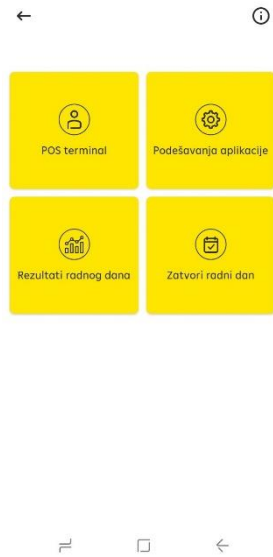 POS terminal
Podešavanja aplikacije
Rezultati radnog dana
Zatvori radni dan